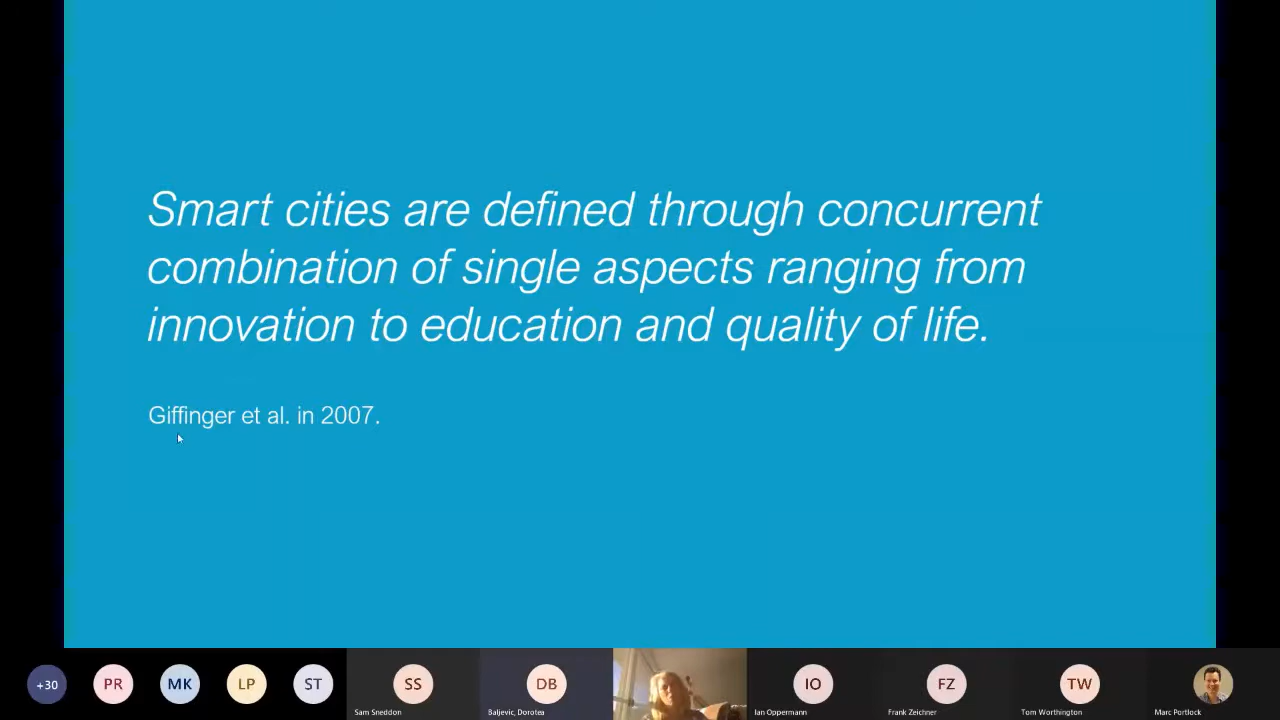 Smart cities are defined through concurrent
combination of single aspects ranging from
innovation to education and quality of life.
Giffinger et al. in 2007.
+30
PR
MK
LP
ST
SS
DB
IO
FZ
TW
Sam Sneddon
Baljevic, Dorotea
Ian Oppermann
Frank Zeichner
Tom Worthington
Marc Portlock